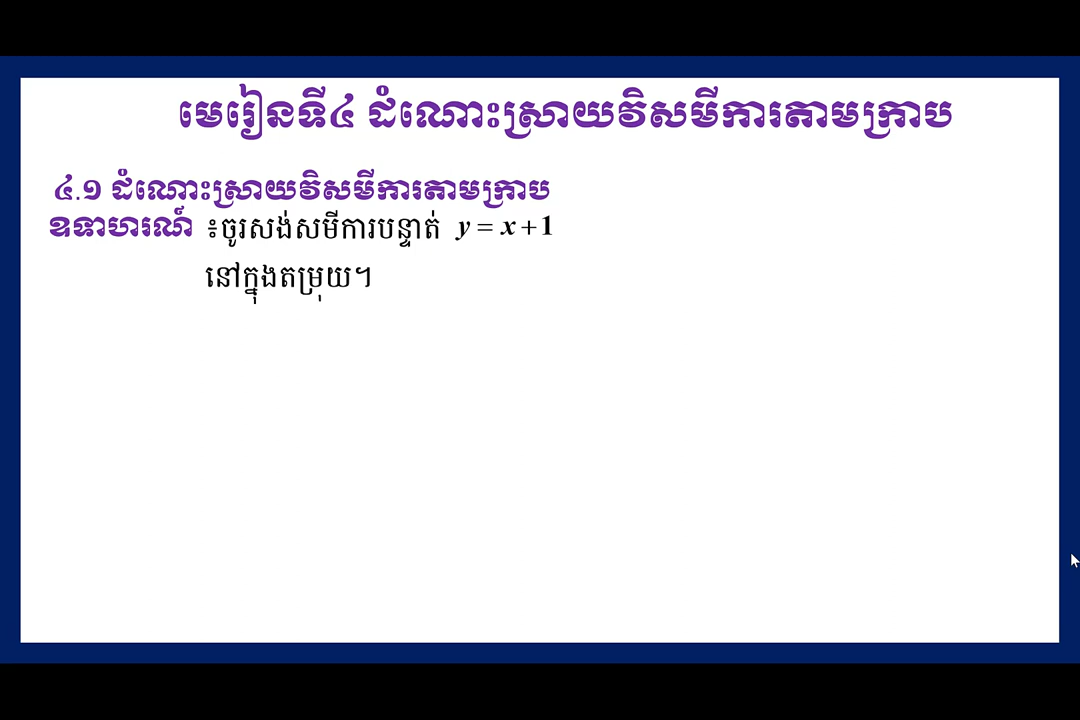 មេរៀនទី៤ ដំណោះស្រាយវិសមីការតាមក្រាប
៤.១ ដំណោះស្រាយវិសមីការតាមក្រាប
ឧទាហរណ៍ ៖ចូរសង់សមីការបន្ទាត់ y = x + 1
នៅក្នុងតម្រុយ។